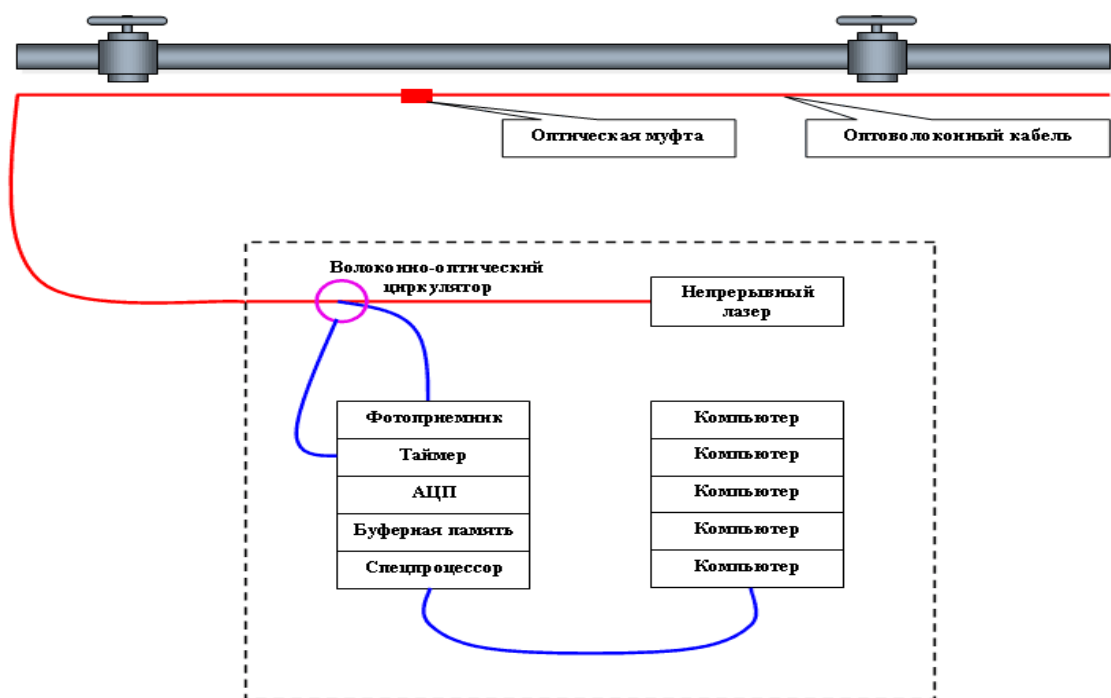 Оптическая муфта
Оптоволоконный кабель
Волоконно-оптический
циркулятор
Непрерывный
лазер
Фотоприемник
Таймер
АЦП
Буферная память
Спецпроцессор
Компьютер
Компьютер
Компьютер
Компьютер
Компьютер